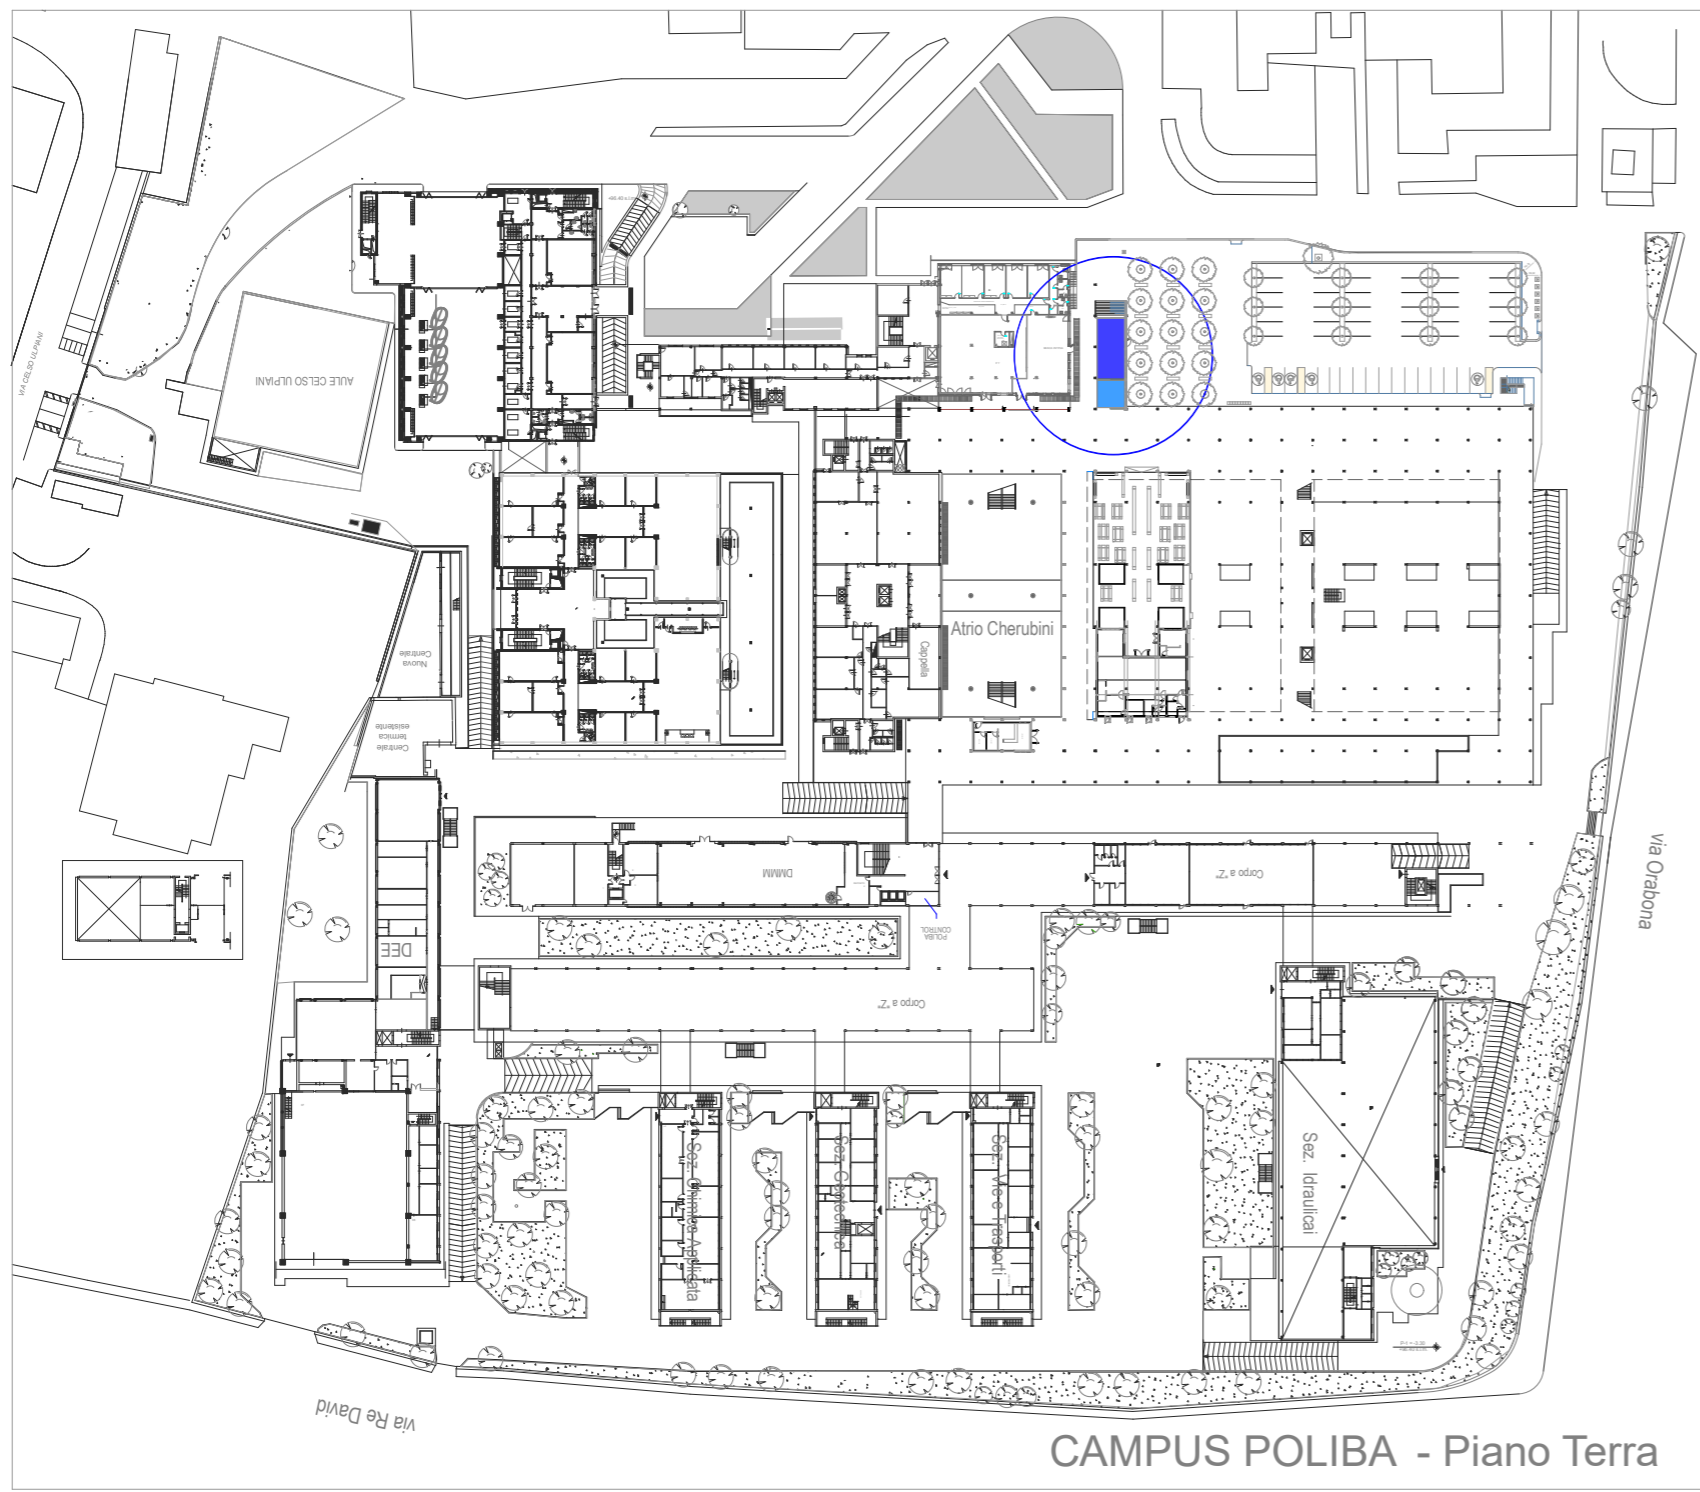 VIA CELSO ULPIANI
AULE CELSO ULPIANI
Nuova
Centrale
Centrale
termica
esistente
Cappella
Atrio Cherubini
via Orabona
DMMM
Corpo a "Z"
POLIBA
CONTROL
DEE
Corpo a "Z"
Sez. Chimica Applicata
Sez. Geotecnica
Sez. Vie e Trasporti
Sez. Idraulicai
via Re David
CAMPUS POLIBA - Piano Terra